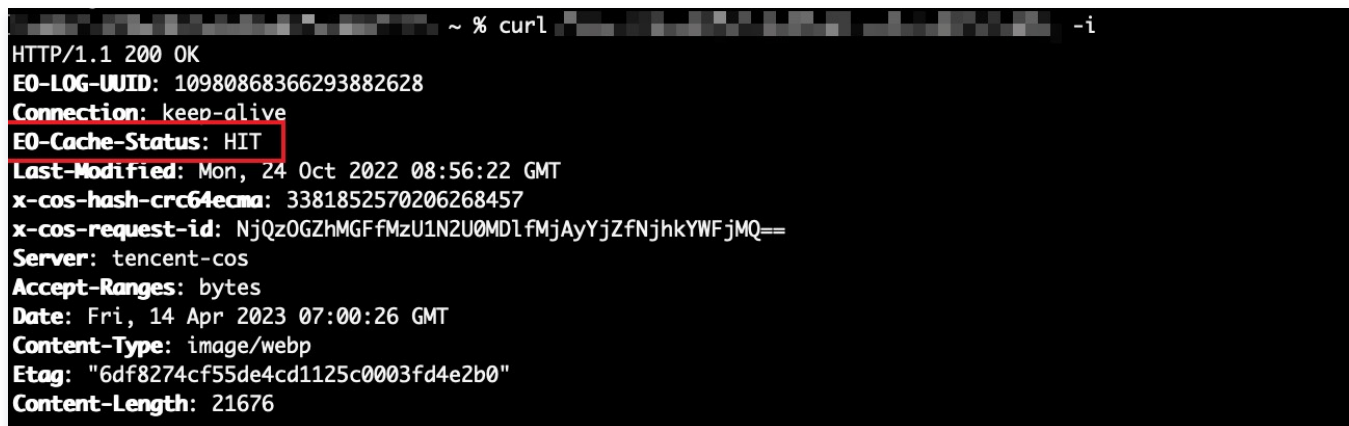 ~ % curl -i
HTTP/1.1 200 OK
EO-LOG-UUID: 10980868366293882628
Connection: keep-alive
EO-Cache-Status: HIT
Last-Modified: Mon, 24 Oct 2022 08:56:22 GMT
x-cos-hash-crc64ecma: 3381852570206268457
x-cos-request-id: NjQzOGZhMGFfMzU1N2U0MDlfMjAyYjZfNjhkYWFjMQ==
Server: tencent-cos
Accept-Ranges: bytes
Date: Fri, 14 Apr 2023 07:00:26 GMT
Content-Type: image/webp
Etag: "6df8274cf55de4cd1125c0003fd4e2b0"
Content-Length: 21676